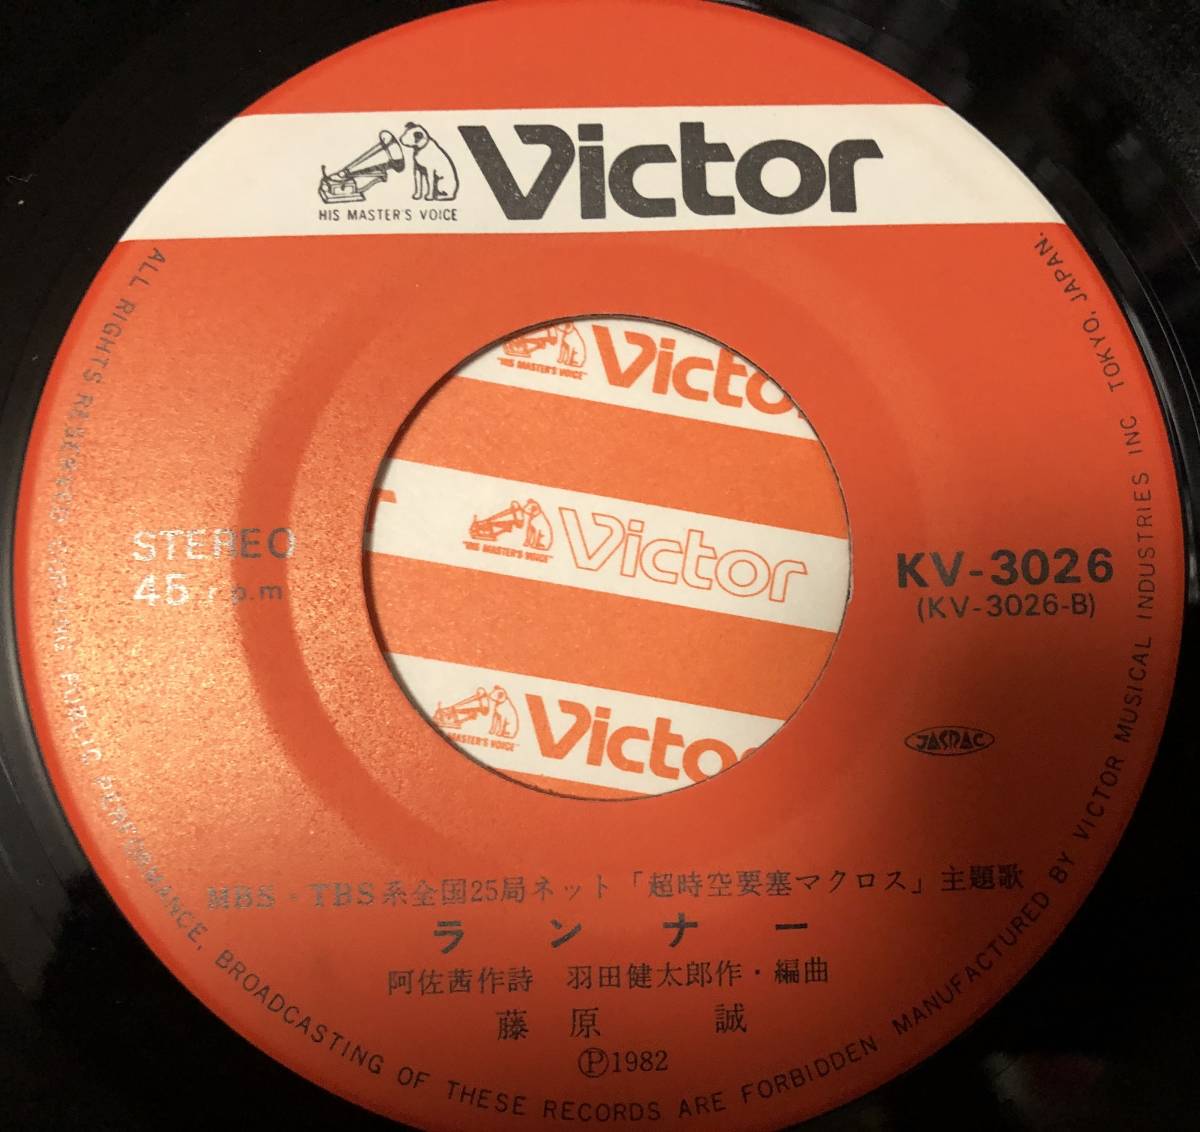 HIS MASTER'S VOICE
Victor
"HIS MASTER'S VOICE"
Victo
"HIS MASTER'S VOICE"
Victor
MASTER'S VOICE"
Victo
STEREO
45 r.p.m
KV-3026
(KV-3026-B)
JASRAC
MBS・TBS系全国25局ネット「超時空要塞マクロス」主題歌
ランナー
阿佐茜作詩 羽田健太郎作・編曲
藤原 誠
Ⓟ1982
ALL RIGHTS RESERVED PUBLIC PERFORMANCE, BROADCASTING OF THESE RECORDS ARE FORBIDDEN MANUFACTURED BY VICTOR MUSICAL INDUSTRIES INC TOKYO, JAPAN.